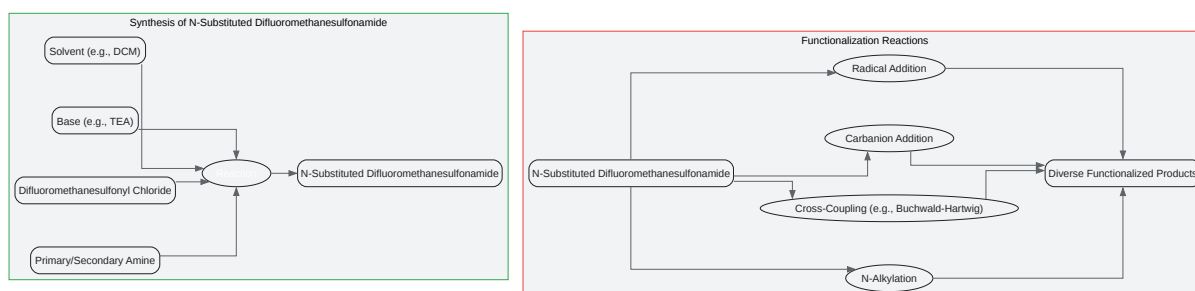 Synthesis of N-Substituted Difluoromethanesulfonamide
Solvent (e.g., DCM)
Base (e.g., TEA)
Reaction
N-Substituted Difluoromethanesulfonamide
Difluoromethanesulfonyl Chloride
Primary/Secondary Amine
Functionalization Reactions
Radical Addition
Carbanion Addition
N-Substituted Difluoromethanesulfonamide
Diverse Functionalized Products
Cross-Coupling (e.g., Buchwald-Hartwig)
N-Alkylation